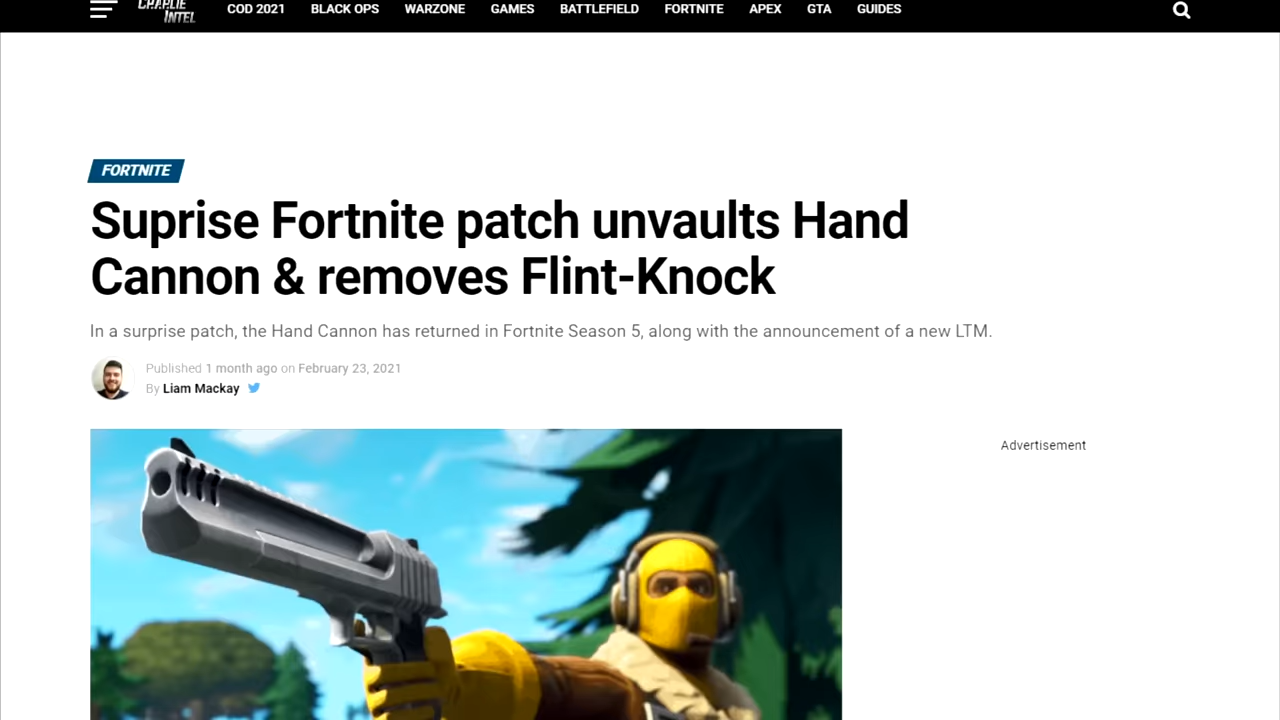 CHARLIE
INTEL
COD 2021 BLACK OPS WARZONE GAMES BATTLEFIELD FORTNITE APEX GTA GUIDES
FORTNITE
Suprise Fortnite patch unvaults Hand
Cannon & removes Flint-Knock
In a surprise patch, the Hand Cannon has returned in Fortnite Season 5, along with the announcement of a new LTM.
Published 1 month ago on February 23, 2021
By Liam Mackay
Advertisement